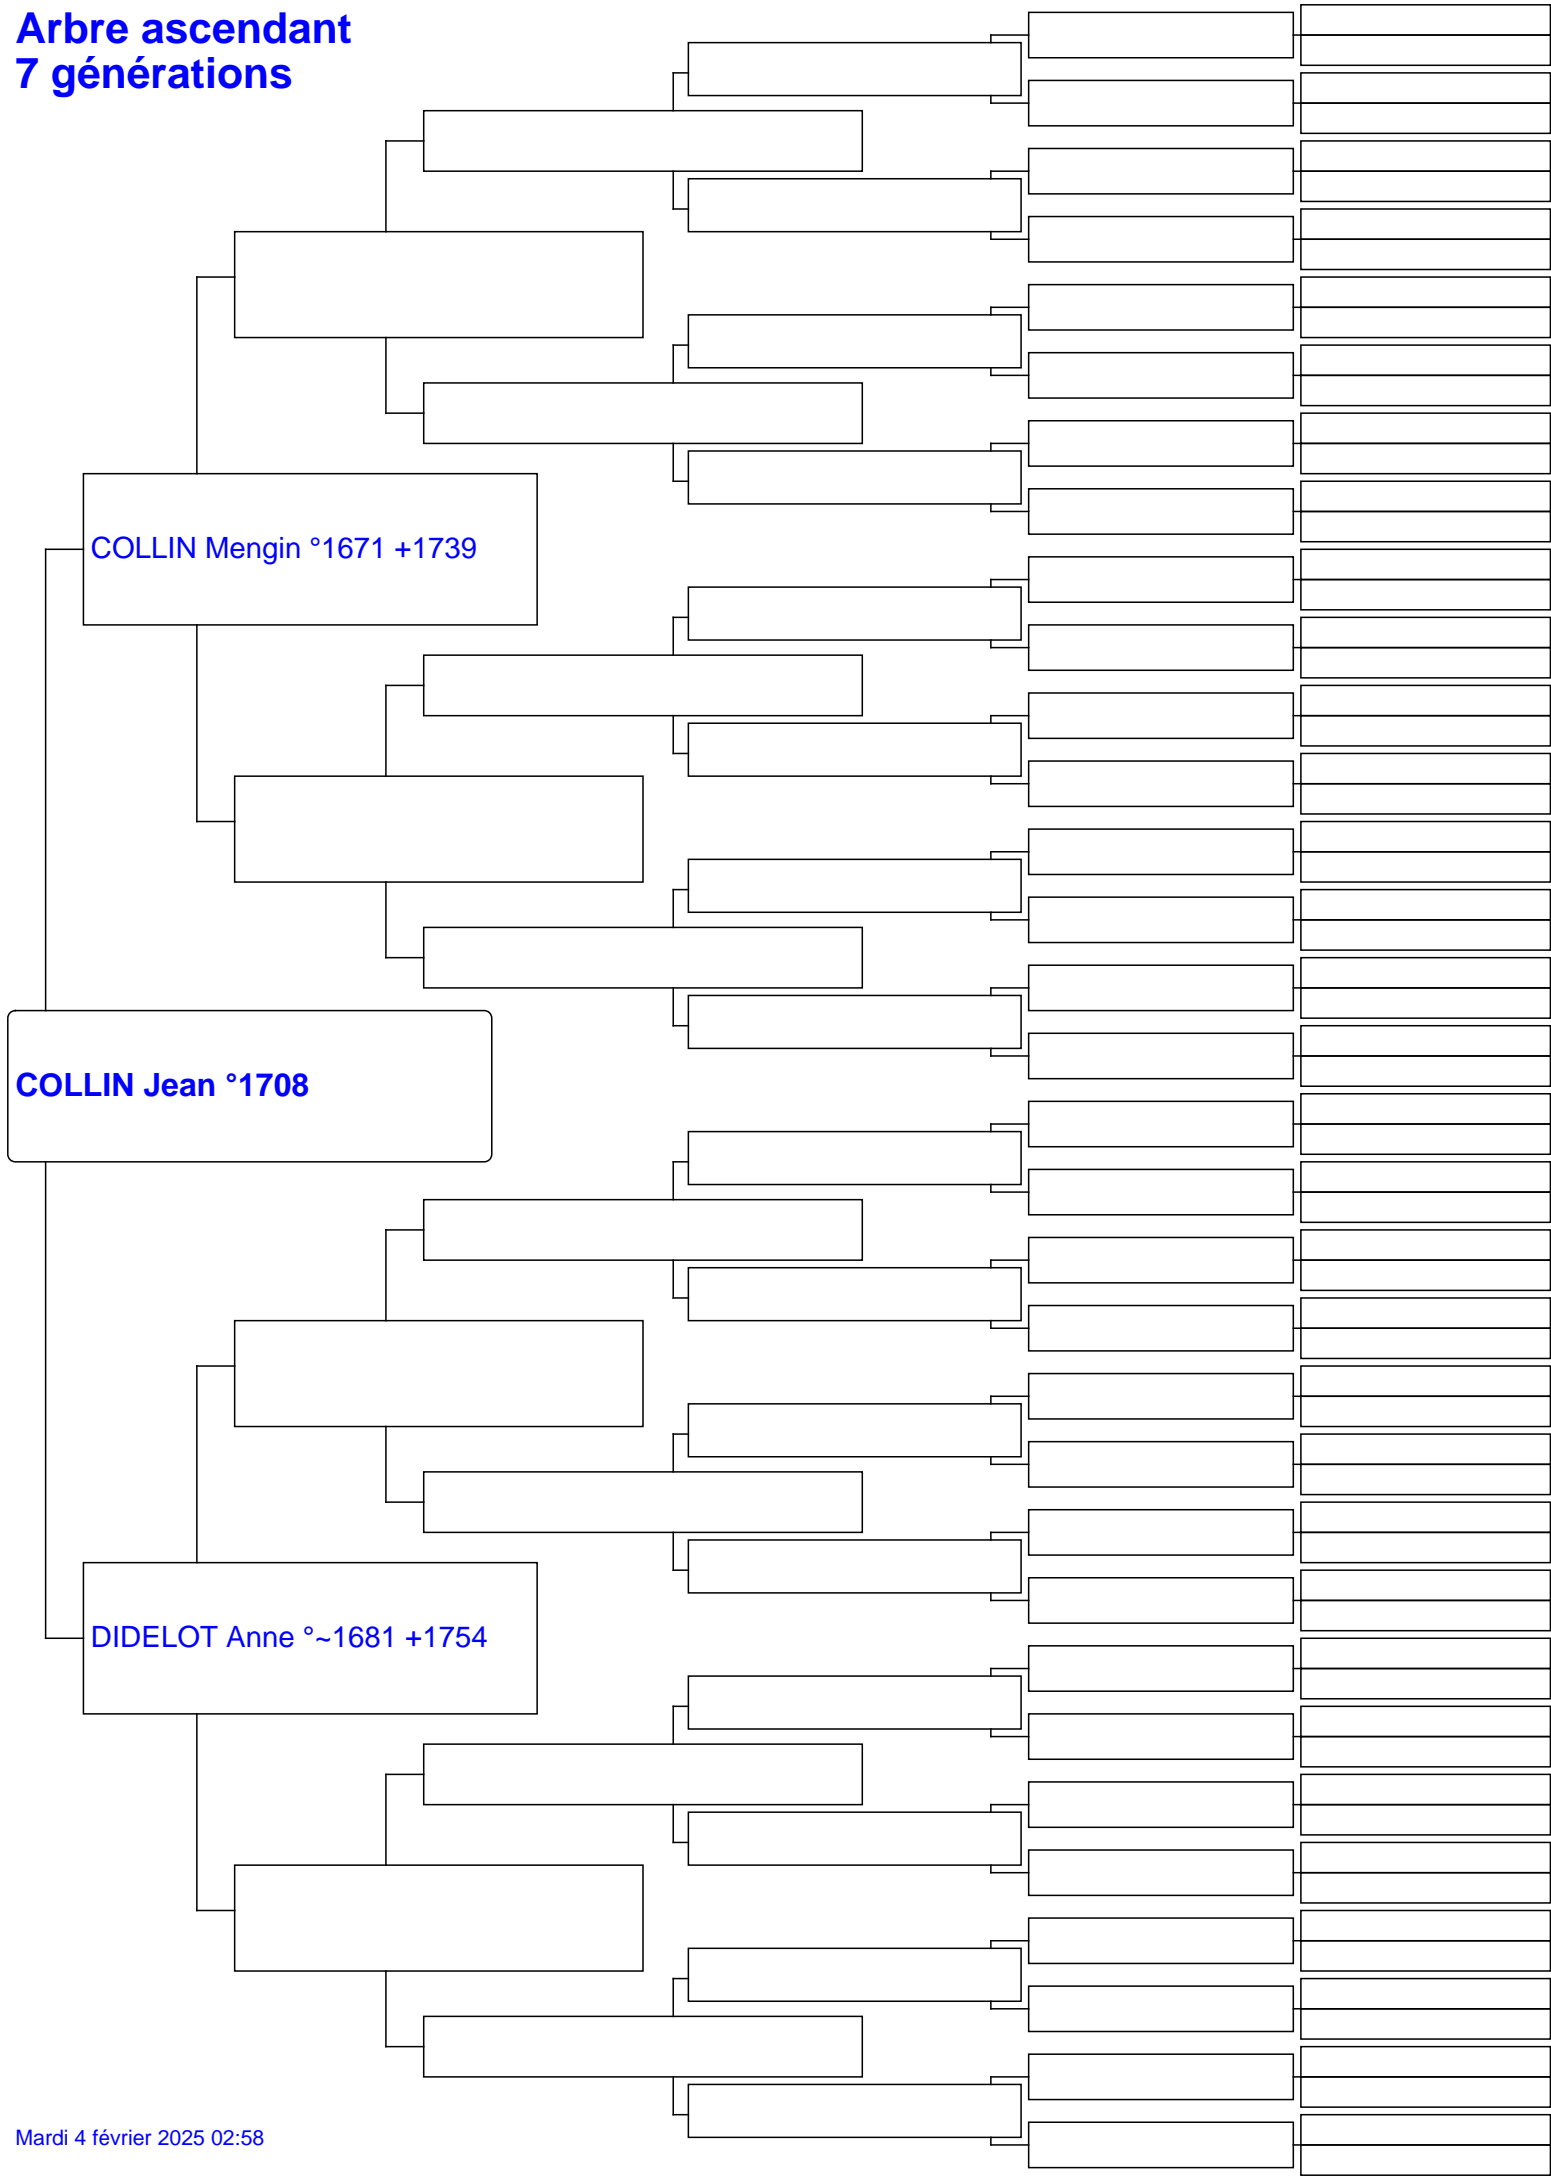 Arbre ascendant
7 générations
COLLIN Mengin °1671 +1739
COLLIN Jean °1708
DIDELOT Anne °~1681 +1754
Mardi 4 février 2025 02:58